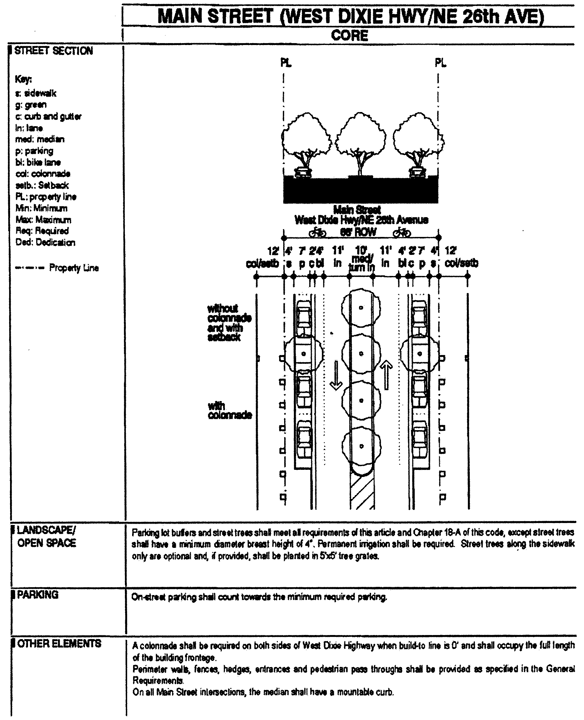 MAIN STREET (WEST DIXIE HWY/NE 26th AVE)
CORE
STREET SECTION
Key:
s: sidewalk
g: green
c: curb and gutter
ln: lane
med: median
p: parking
bl: bike lane
col: colonnade
setb.: Setback
PL: property line
Min: Minimum
Max: Maximum
Req: Required
Ded: Dedication
Property Line
PL PL
Main Street
West Dixie Hwy/NE 26th Avenue
66' ROW
12' 4' 7' 2' 4' 11' 10' 11' 4' 2' 7' 4' 12'
col/setb s p c bl ln med/ turn ln ln bl c p s col/setb
without
colonnade
and with
setback
with
colonnade
LANDSCAPE/
OPEN SPACE
Parking lot buffers and street trees shall meet all requirements of this article and Chapter 18-A of this code, except street trees
shall have a minimum diameter breast height of 4". Permanent irrigation shall be required. Street trees along the sidewalk
only are optional and, if provided, shall be planted in 5'x5' tree grates.
PARKING
On-street parking shall count towards the minimum required parking.
OTHER ELEMENTS
A colonnade shall be required on both sides of West Dixie Highway when build-to line is 0' and shall occupy the full length
of the building frontage.
Perimeter walls, fences, hedges, entrances and pedestrian pass throughs shall be provided as specified in the General
Requirements.
On all Main Street intersections, the median shall have a mountable curb.